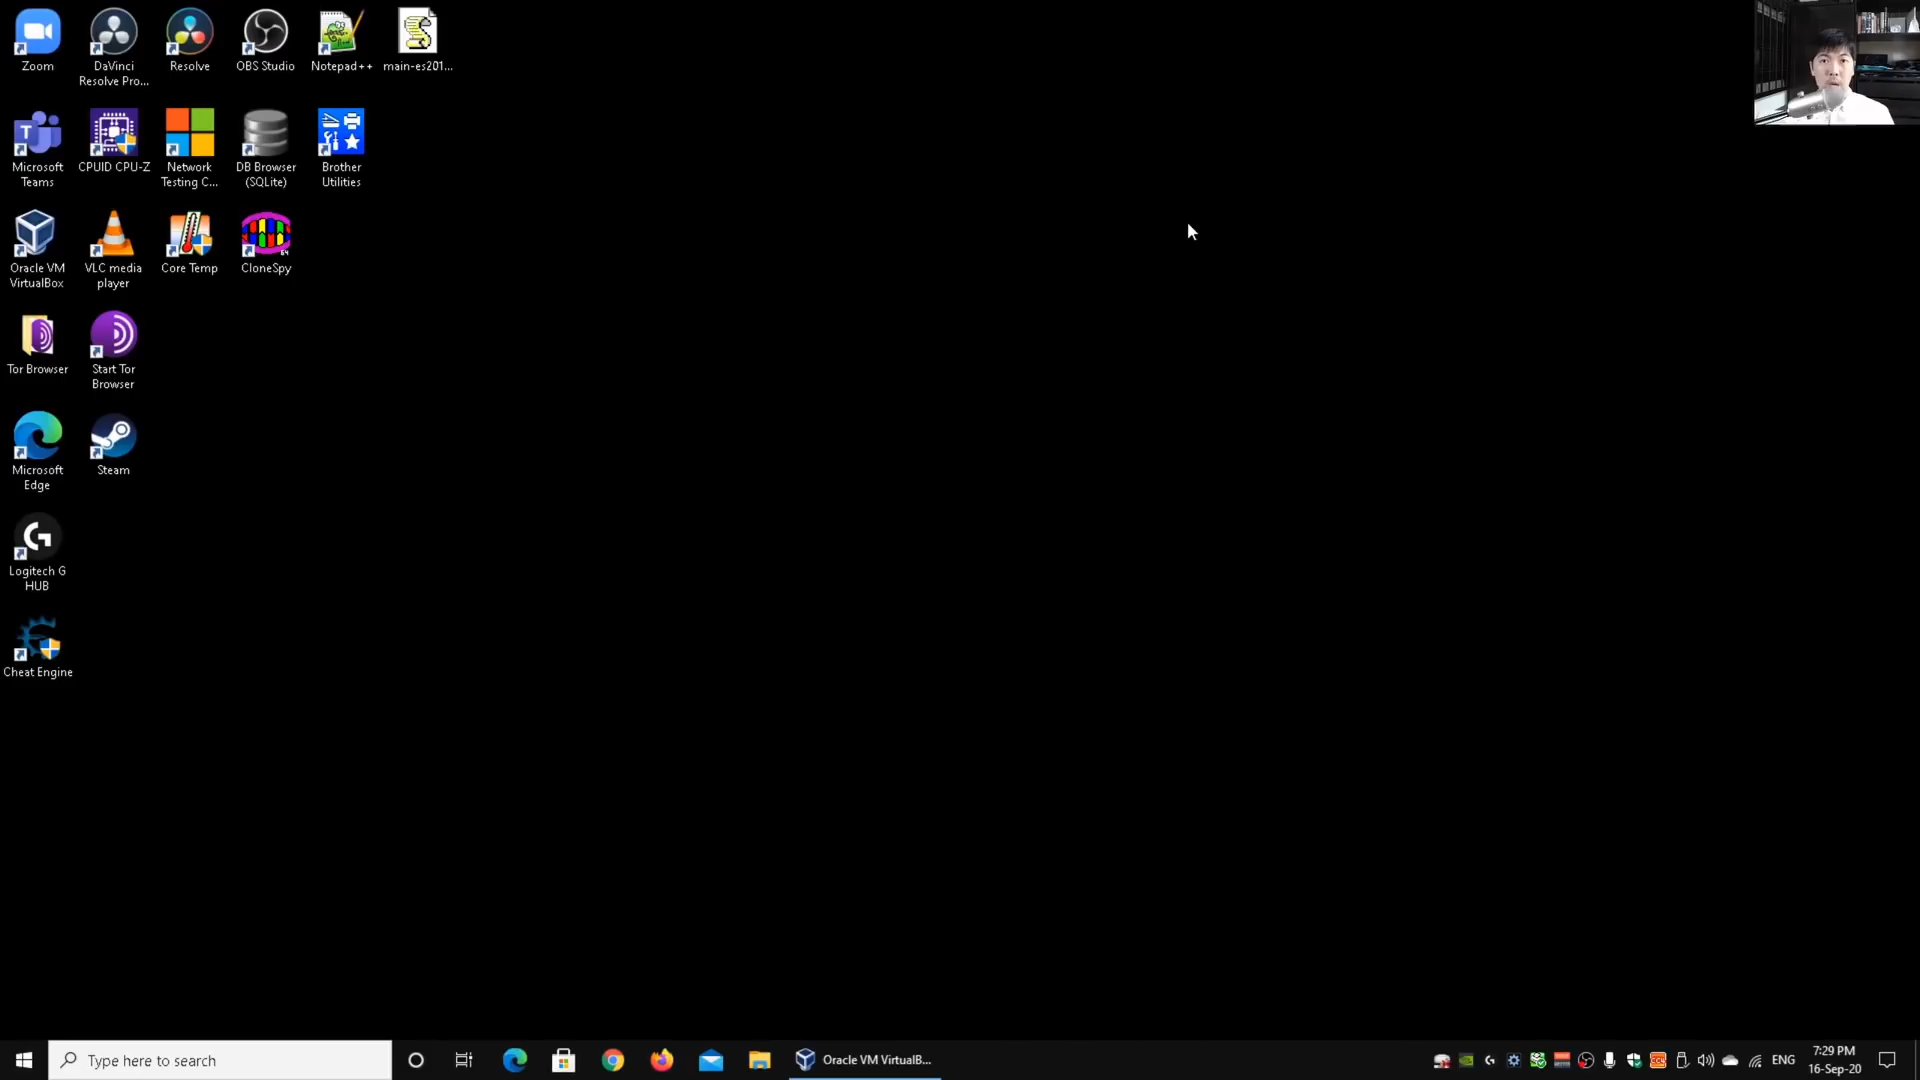 Zoom
DaVinci
Resolve Pro...
Resolve
OBS Studio
Notepad++
main-es201...
Microsoft
Teams
CPUID CPU-Z
Network
Testing C...
DB Browser
(SQLite)
Brother
Utilities
Oracle VM
VirtualBox
VLC media
player
Core Temp
64
CloneSpy
Tor Browser
Start Tor
Browser
Microsoft
Edge
Steam
Logitech G
HUB
Cheat Engine
Type here to search
Oracle VM VirtualB...
ENG
7:29 PM
16-Sep-20